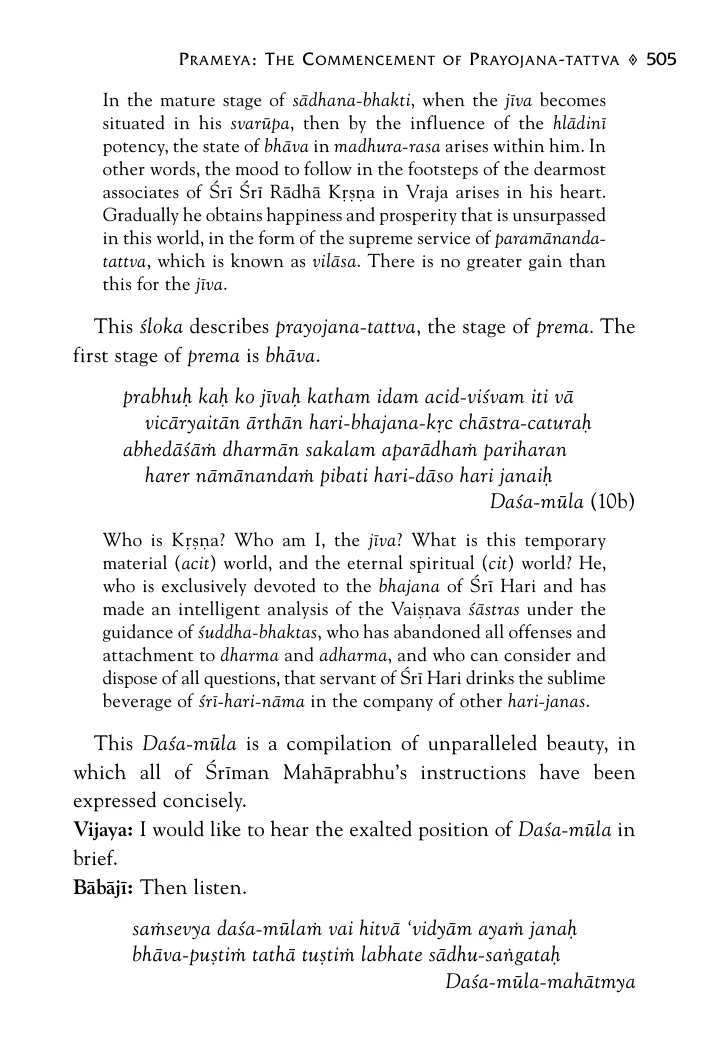 PRAMEYA: THE COMMENCEMENT OF PRAYOJANA-TATTVA ◊ 505
In the mature stage of sādhana-bhakti, when the jīva becomes
situated in his svarūpa, then by the influence of the hlādinī
potency, the state of bhāva in madhura-rasa arises within him. In
other words, the mood to follow in the footsteps of the dearmost
associates of Śrī Śrī Rādhā Kṛṣṇa in Vraja arises in his heart.
Gradually he obtains happiness and prosperity that is unsurpassed
in this world, in the form of the supreme service of paramānanda-
tattva, which is known as vilāsa. There is no greater gain than
this for the jīva.
This śloka describes prayojana-tattva, the stage of prema. The
first stage of prema is bhāva.
prabhuḥ kaḥ ko jīvaḥ katham idam acid-viśvam iti vā
vicāryaitān ārthān hari-bhajana-kṛc chāstra-caturaḥ
abhedāśāṁ dharmān sakalam aparādhaṁ pariharan
harer nāmānandaṁ pibati hari-dāso hari janaiḥ
Daśa-mūla (10b)
Who is Kṛṣṇa? Who am I, the jīva? What is this temporary
material (acit) world, and the eternal spiritual (cit) world? He,
who is exclusively devoted to the bhajana of Śrī Hari and has
made an intelligent analysis of the Vaiṣṇava śāstras under the
guidance of śuddha-bhaktas, who has abandoned all offenses and
attachment to dharma and adharma, and who can consider and
dispose of all questions, that servant of Śrī Hari drinks the sublime
beverage of śrī-hari-nāma in the company of other hari-janas.
This Daśa-mūla is a compilation of unparalleled beauty, in
which all of Śrīman Mahāprabhu's instructions have been
expressed concisely.
Vijaya: I would like to hear the exalted position of Daśa-mūla in
brief.
Bābājī: Then listen.
saṁsevya daśa-mūlaṁ vai hitvā ‘vidyām ayaṁ janaḥ
bhāva-puṣtiṁ tathā tuṣtiṁ labhate sādhu-saṅgataḥ
Daśa-mūla-mahātmya